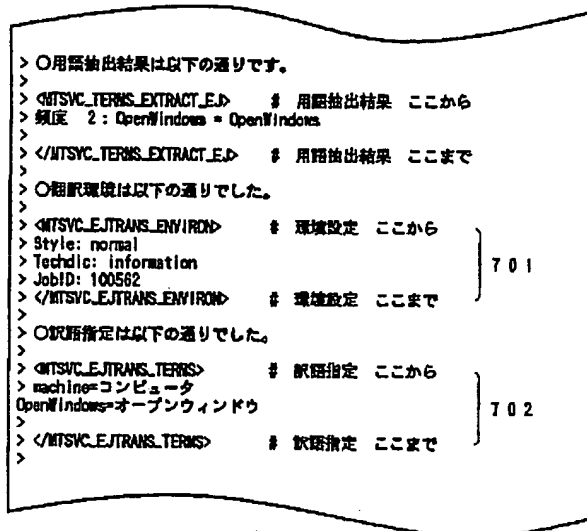 > ○用語抽出結果は以下の通りです。
>
> <MTSVC_TERMS_EXTRACT_EJ> # 用語抽出結果 ここから
> 頻度 2 : OpenWindows = OpenWindows
>
> </MTSVC_TERMS_EXTRACT_EJ> # 用語抽出結果 ここまで
>
> ○翻訳環境は以下の通りでした。
>
> <MTSVC_EJTRANS_ENVIRON> # 環境設定 ここから
> Style: normal
> Techdic: information
701
> JobID: 100562
> </MTSVC_EJTRANS_ENVIRON> # 環境設定 ここまで
>
> ○訳語指定は以下の通りでした。
>
> <MTSVC_EJTRANS_TERMS> # 訳語指定 ここから
> machine=コンピュータ
OpenWindows=オープンウィンドウ
702
>
> </MTSVC_EJTRANS_TERMS> # 訳語指定 ここまで
>